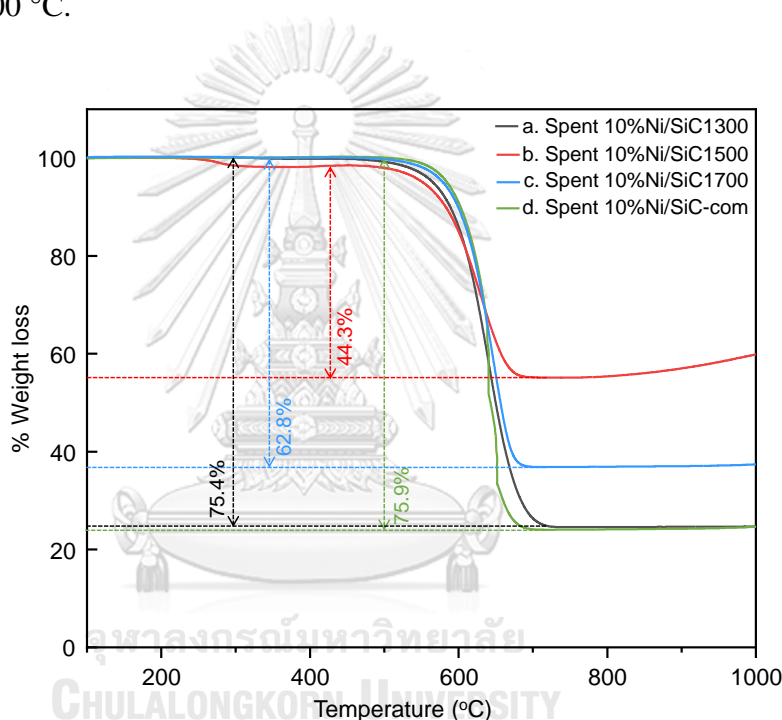 00 °C.
a. Spent 10%Ni/SiC1300
b. Spent 10%Ni/SiC1500
c. Spent 10%Ni/SiC1700
d. Spent 10%Ni/SiC-com
100
80
60
40
20
0
% Weight loss
75.4%
62.8%
44.3%
75.9%
200
400
600
800
1000
Temperature (°C)
จุฬาลงกรณ์มหาวิทยาลัย
CHULALONGKORN UNIVERSITY